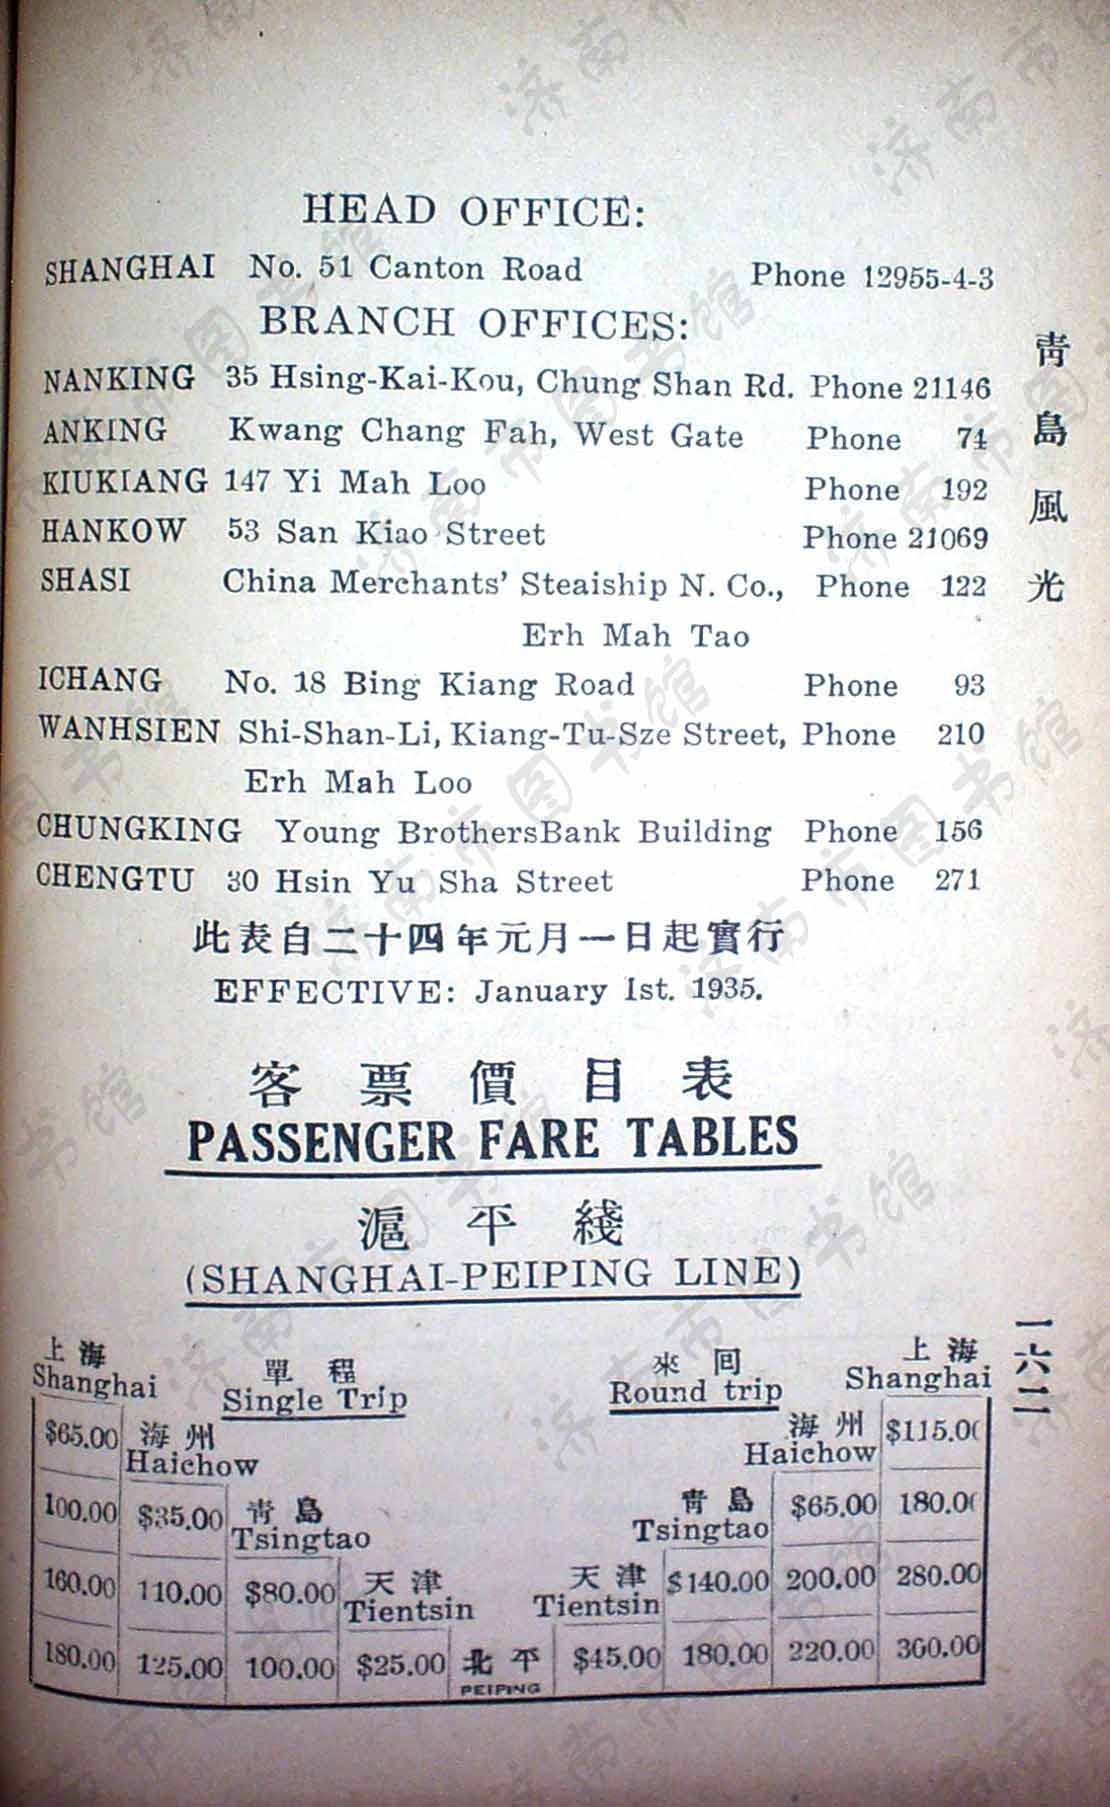 HEAD OFFICE:
SHANGHAI No. 51 Canton Road Phone 12955-4-3
BRANCH OFFICES:
NANKING 35 Hsing-Kai-Kou, Chung Shan Rd. Phone 21146
ANKING Kwang Chang Fah, West Gate Phone 74
KIUKIANG 147 Yi Mah Loo Phone 192
HANKOW 53 San Kiao Street Phone 21069
SHASI China Merchants' Steaiship N. Co., Phone 122
Erh Mah Tao
ICHANG No. 18 Bing Kiang Road Phone 93
WANHSIEN Shi-Shan-Li, Kiang-Tu-Sze Street, Phone 210
Erh Mah Loo
CHUNGKING Young BrothersBank Building Phone 156
CHENGTU 30 Hsin Yu Sha Street Phone 271
此表自二十四年元月一日起實行
EFFECTIVE: January 1st. 1935.
客票價目表
PASSENGER FARE TABLES
滬平綫
(SHANGHAI-PEIPING LINE)
上海 單程 來回 上海
Shanghai Single Trip Round trip Shanghai
$65.00 海州 海州 $115.00
Haichow Haichow
100.00 $35.00 青島 青島 $65.00 180.00
Tsingtao Tsingtao
160.00 110.00 $80.00 天津 天津 $140.00 200.00 280.00
Tientsin Tientsin
180.00 125.00 100.00 $25.00 北平 $45.00 180.00 220.00 300.00
PEIPING
青島風光
一六二
济南市图书馆